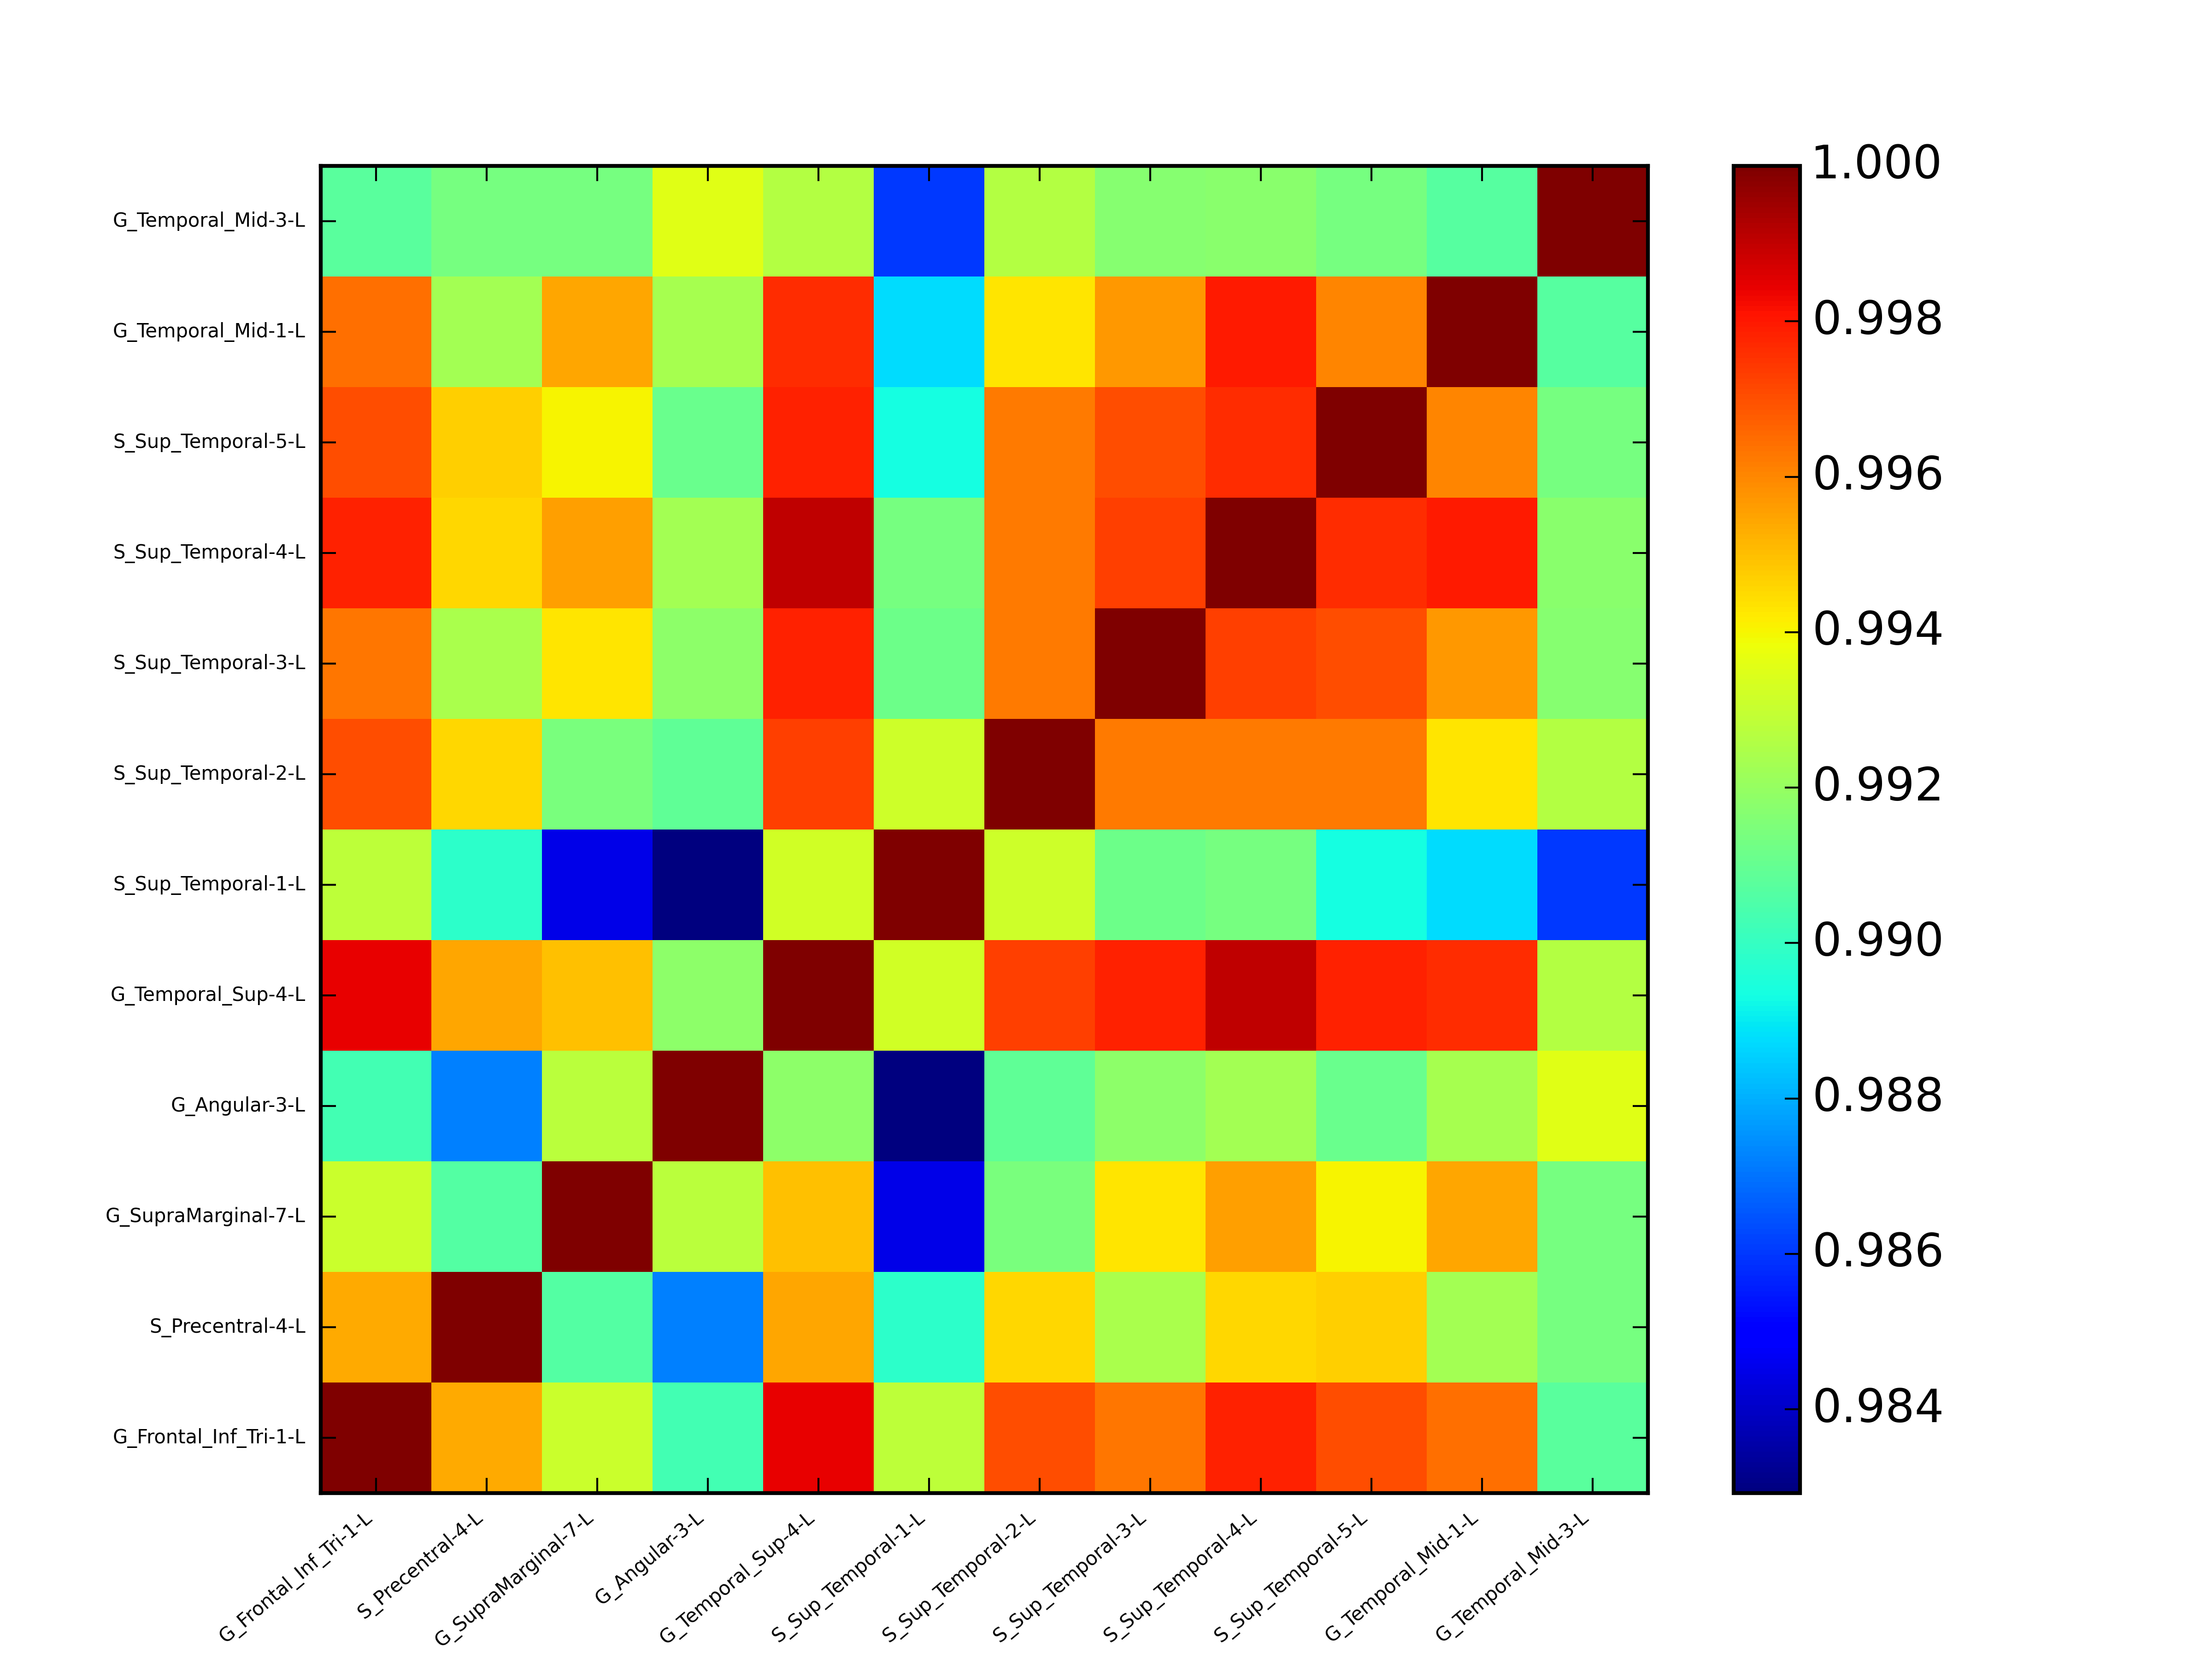 1.000
G_Temporal_Mid-3-L
G_Temporal_Mid-1-L
0.998
S_Sup_Temporal-5-L
0.996
S_Sup_Temporal-4-L
S_Sup_Temporal-3-L
0.994
S_Sup_Temporal-2-L
0.992
S_Sup_Temporal-1-L
0.990
G_Temporal_Sup-4-L
G_Angular-3-L
0.988
G_SupraMarginal-7-L
0.986
S_Precentral-4-L
0.984
G_Frontal_Inf_Tri-1-L
G_Frontal_Inf_Tri-1-L
S_Precentral-4-L
G_SupraMarginal-7-L
G_Angular-3-L
G_Temporal_Sup-4-L
S_Sup_Temporal-1-L
S_Sup_Temporal-2-L
S_Sup_Temporal-3-L
S_Sup_Temporal-4-L
S_Sup_Temporal-5-L
G_Temporal_Mid-1-L
G_Temporal_Mid-3-L